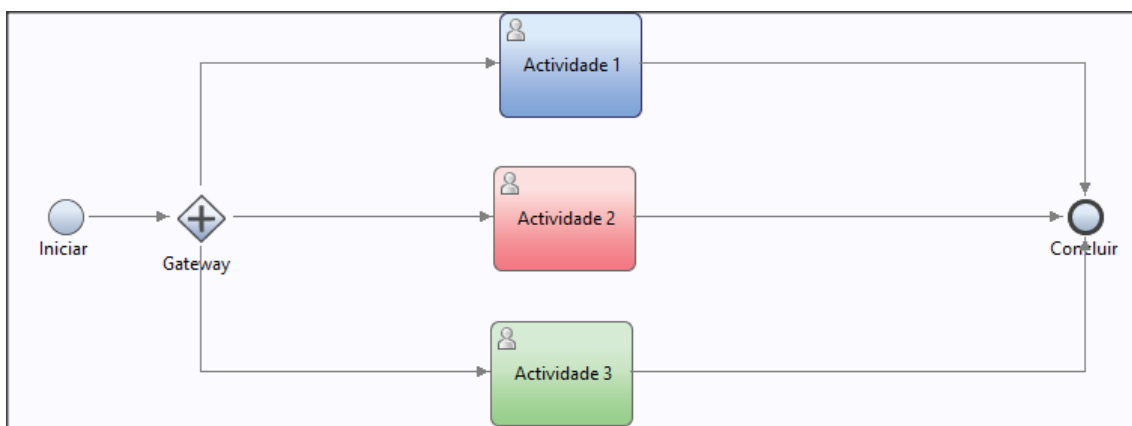 Actividade 1
Actividade 2
Iniciar
Gateway
Concluir
Actividade 3